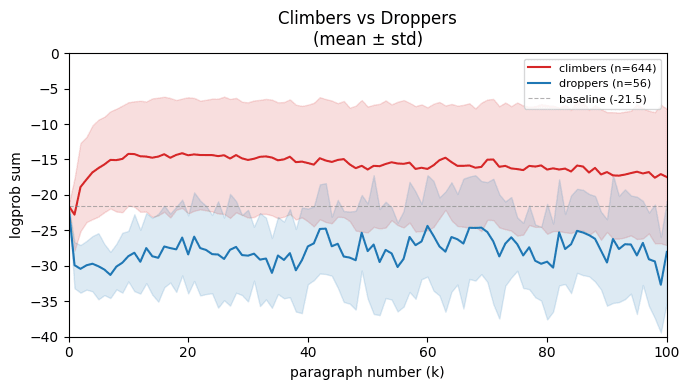 Climbers vs Droppers
(mean ± std)
logprob sum
0
−5
−10
−15
−20
−25
−30
−35
−40
climbers (n=644)
droppers (n=56)
baseline (-21.5)
0
20
40
60
80
100
paragraph number (k)